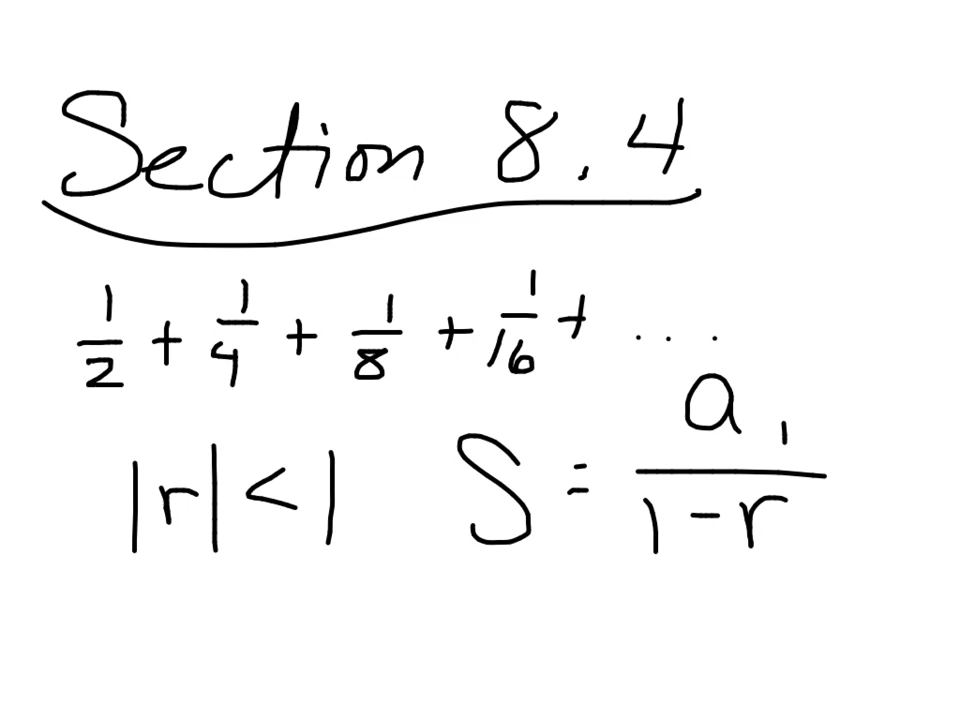 Section 8.4
1/2 + 1/4 + 1/8 + 1/16 + ....
|r| < 1 S = a₁/(1-r)